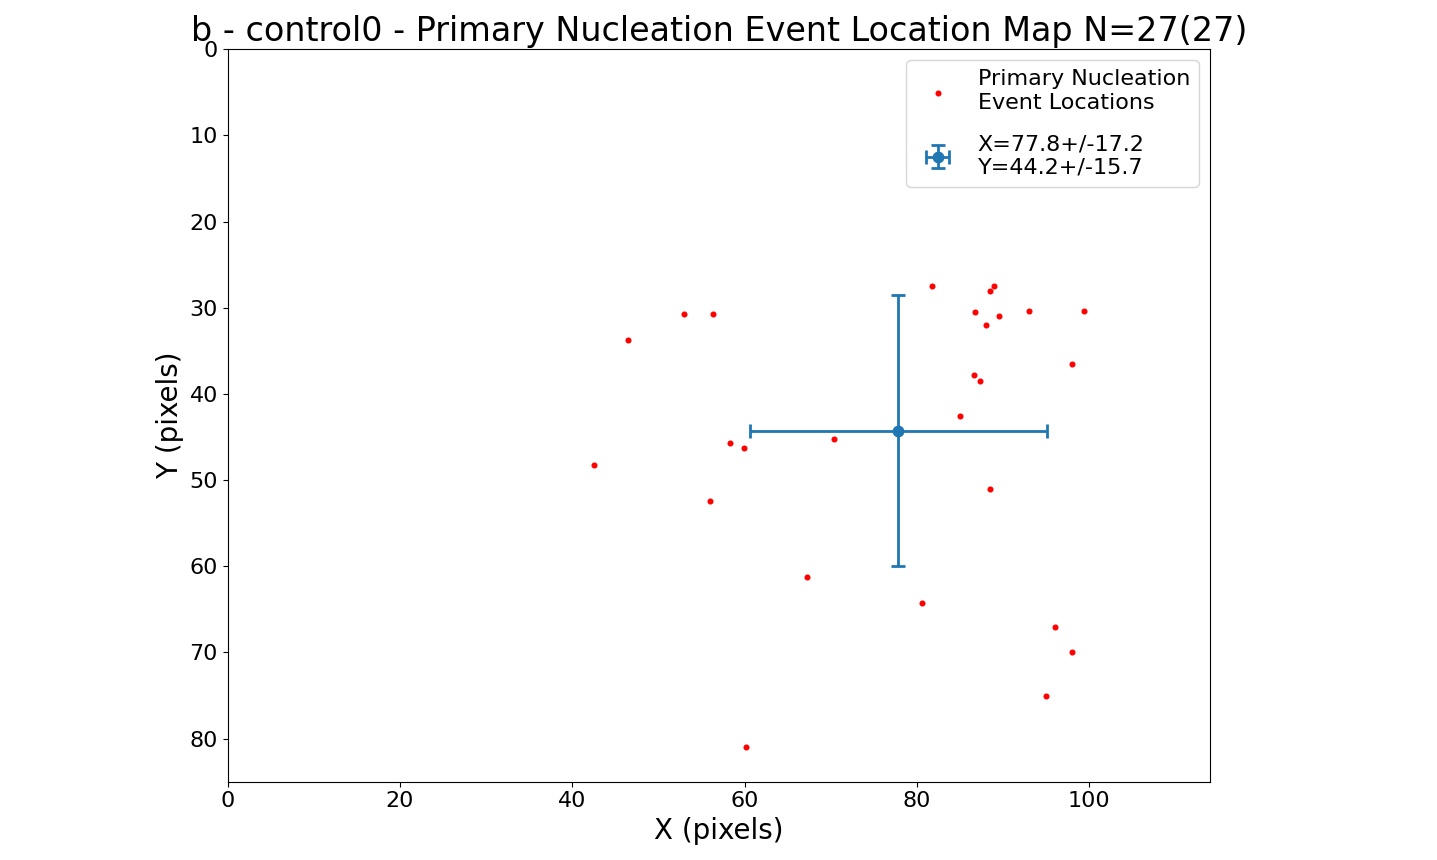 b - control0 - Primary Nucleation Event Location Map N=27(27)
Primary Nucleation
Event Locations
X=77.8+/-17.2
Y=44.2+/-15.7
0
10
20
30
40
50
60
70
80
Y (pixels)
0
20
40
60
80
100
X (pixels)